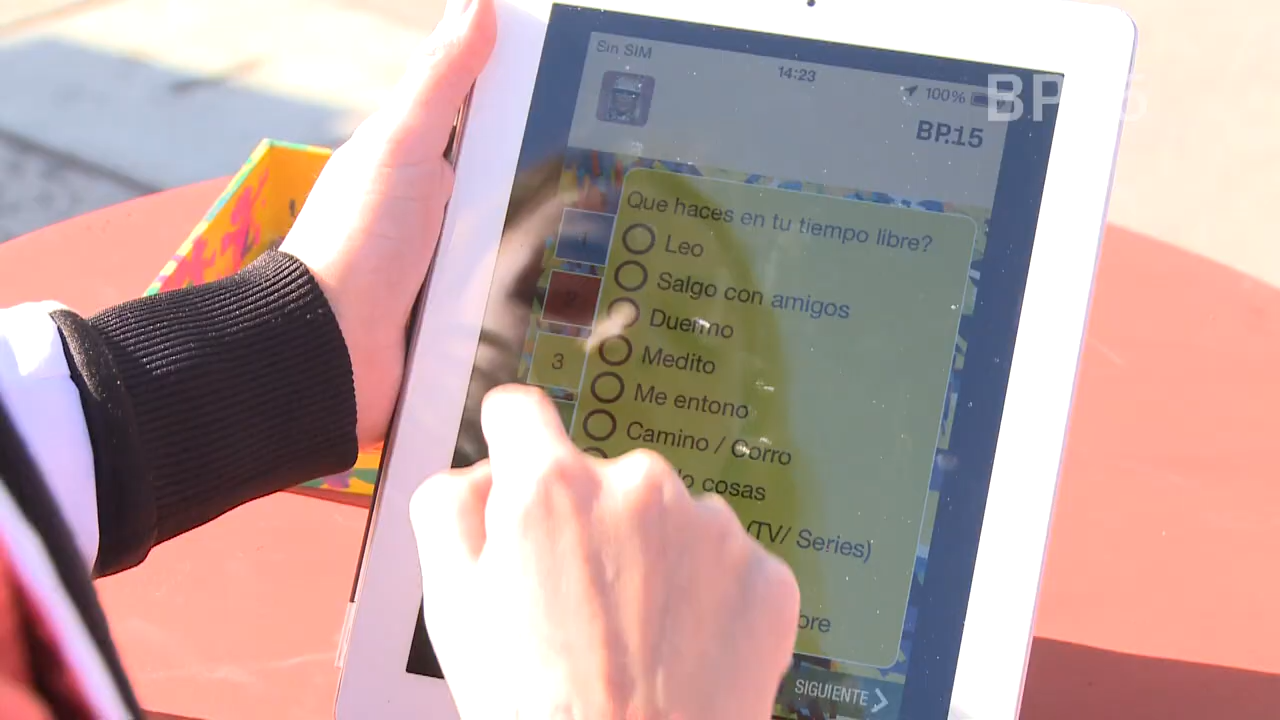 Sin SIM
14:23
100%
BP.15
BP.15
Que haces en tu tiempo libre?
Leo
Salgo con amigos
Duermo
Medito
3
Me entono
Camino / Corro
cosas
(TV/ Series)
SIGUIENTE